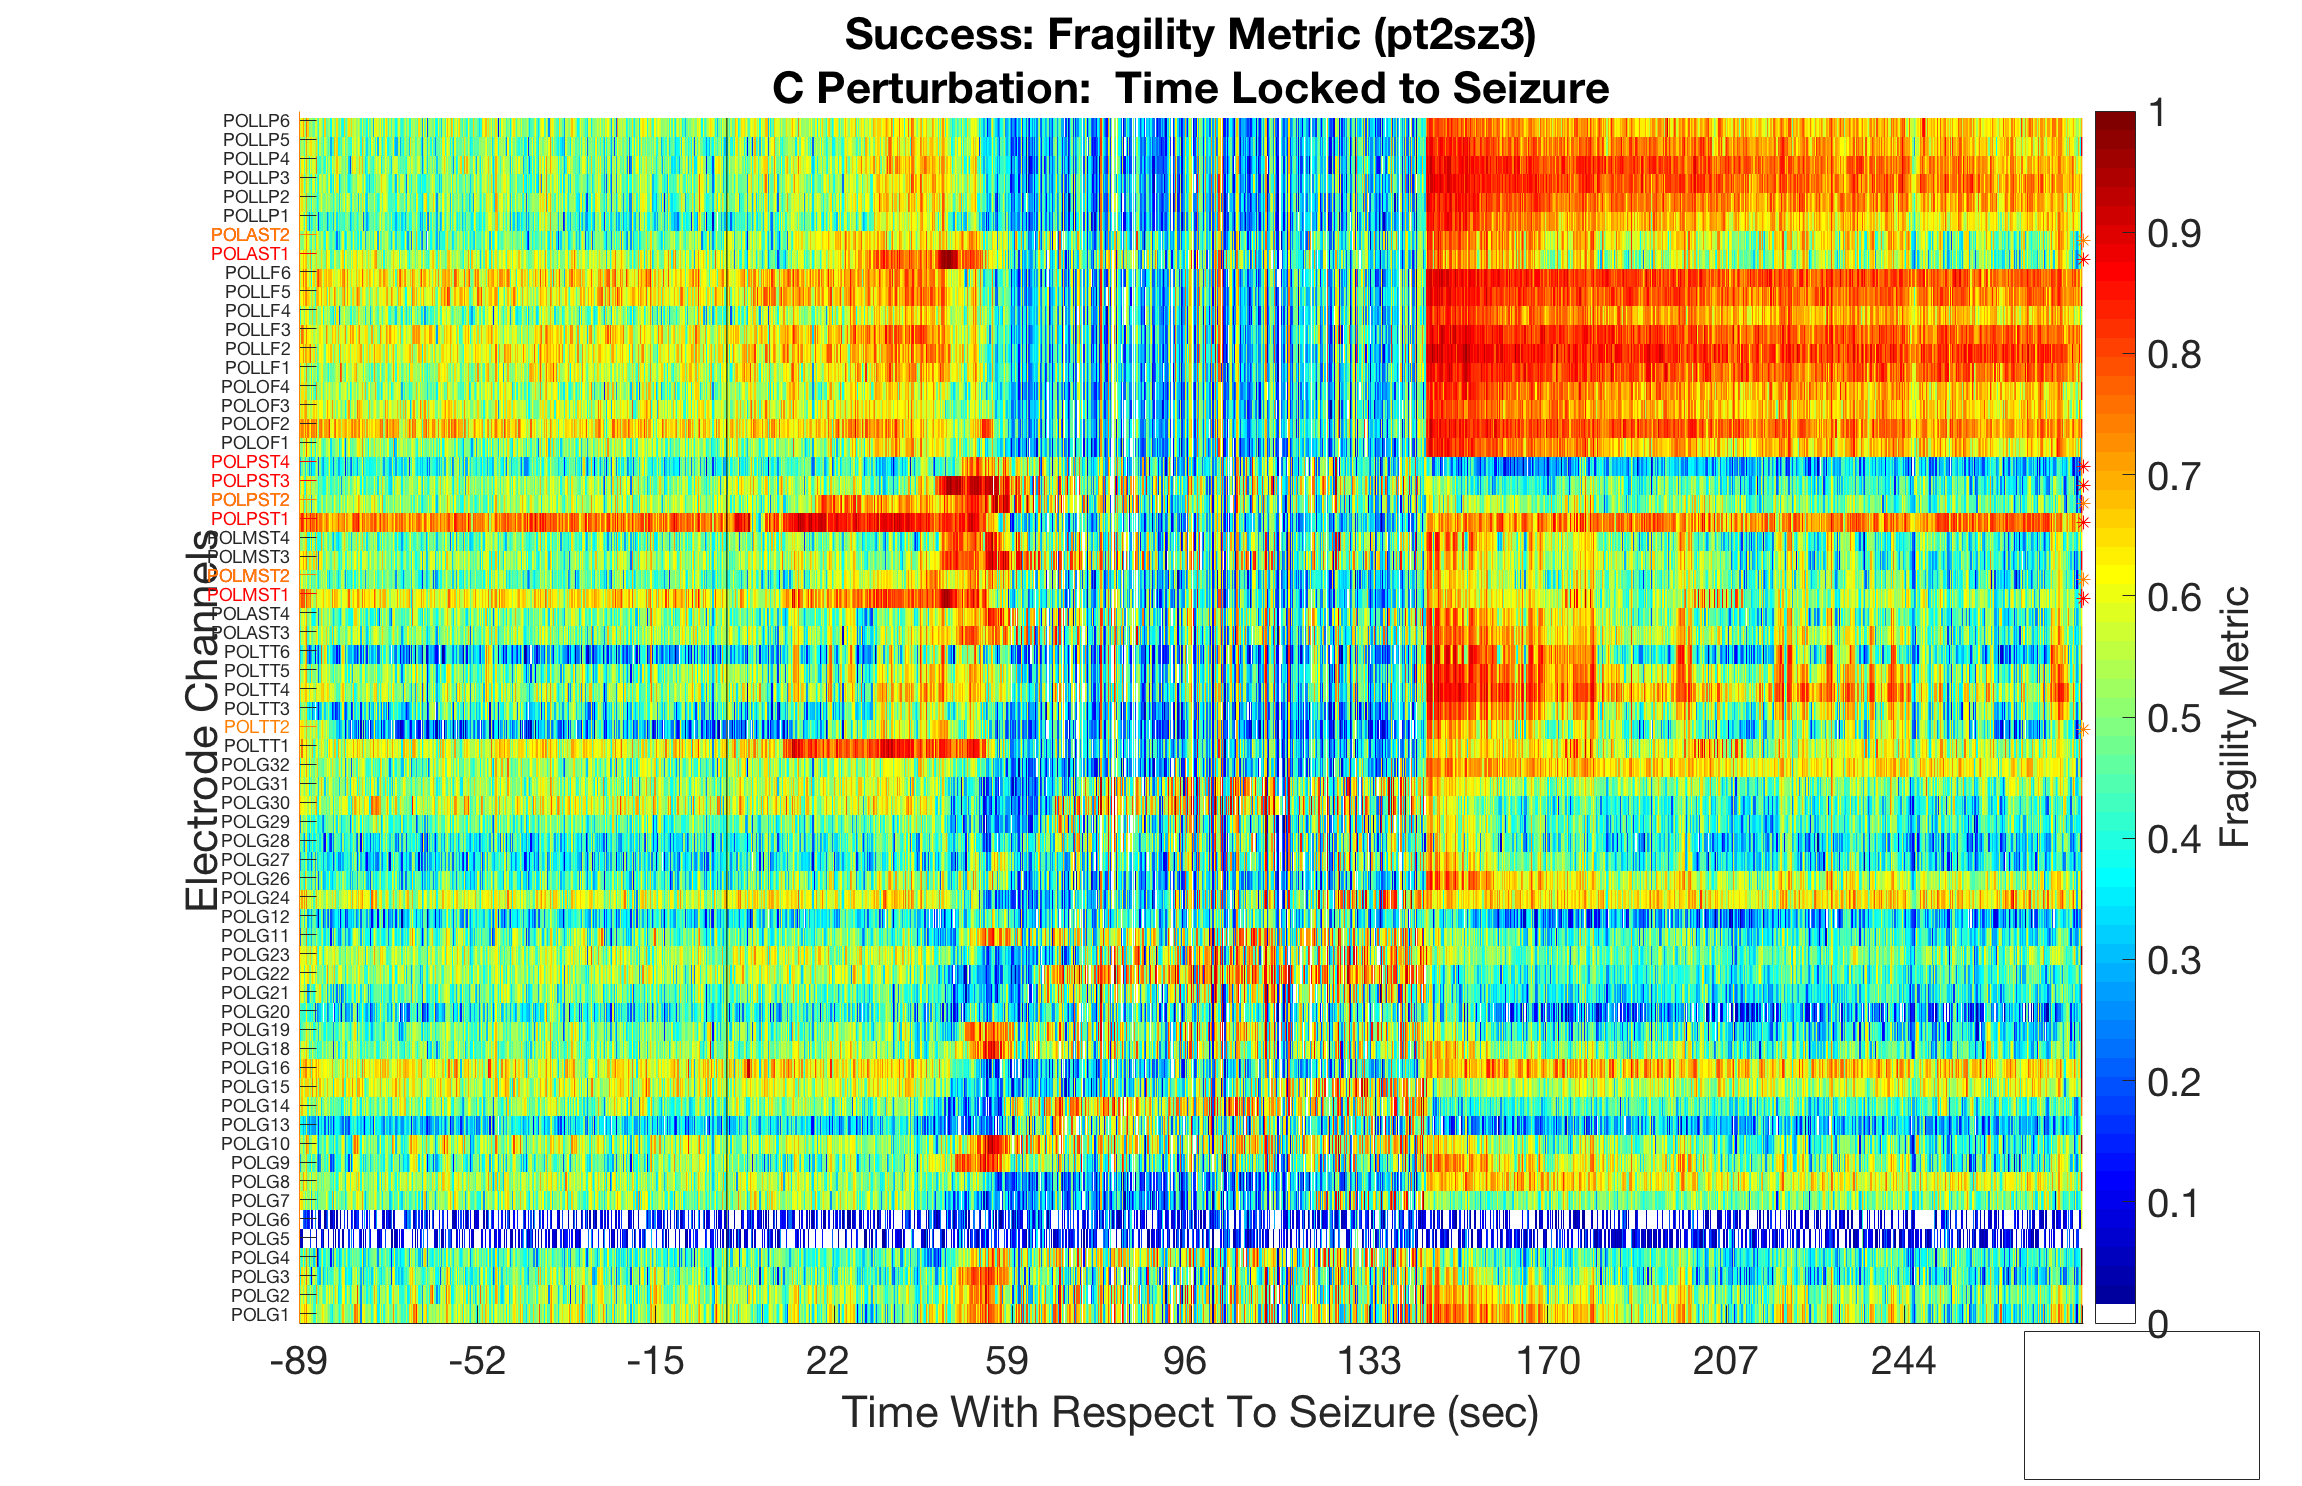 Success: Fragility Metric (pt2sz3)
C Perturbation: Time Locked to Seizure
POLLP6
POLLP5
POLLP4
POLLP3
POLLP2
POLLP1
POLAST2
POLAST1
POLLF6
POLLF5
POLLF4
POLLF3
POLLF2
POLLF1
POLOF4
POLOF3
POLOF2
POLOF1
POLPST4
POLPST3
POLPST2
POLPST1
POLMST4
POLMST3
POLMST2
POLMST1
POLAST4
POLAST3
POLTT6
POLTT5
POLTT4
POLTT3
POLTT2
POLTT1
POLG32
POLG31
POLG30
POLG29
POLG28
POLG27
POLG26
POLG24
POLG12
POLG11
POLG23
POLG22
POLG21
POLG20
POLG19
POLG18
POLG16
POLG15
POLG14
POLG13
POLG10
POLG9
POLG8
POLG7
POLG6
POLG5
POLG4
POLG3
POLG2
POLG1
Electrode Channels
-89 -52 -15 22 59 96 133 170 207 244
Time With Respect To Seizure (sec)
1
0.9
0.8
0.7
0.6
0.5
0.4
0.3
0.2
0.1
0
Fragility Metric